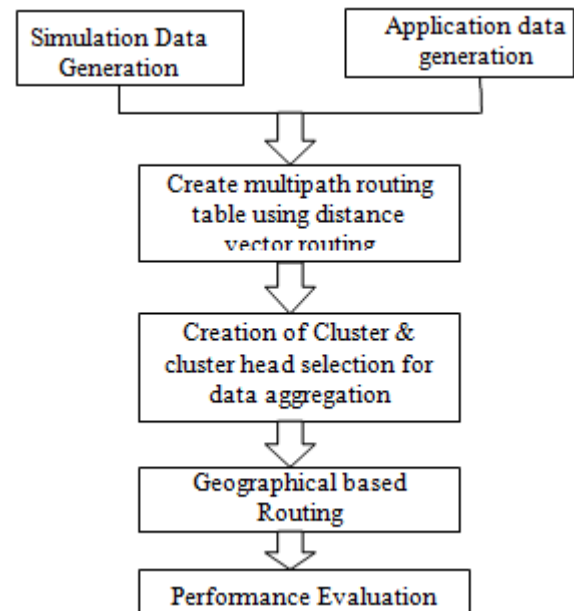 Simulation Data
Generation
Application data
generation
Create multipath routing
table using distance
vector routing
Creation of Cluster &
cluster head selection for
data aggregation
Geographical based
Routing
Performance Evaluation